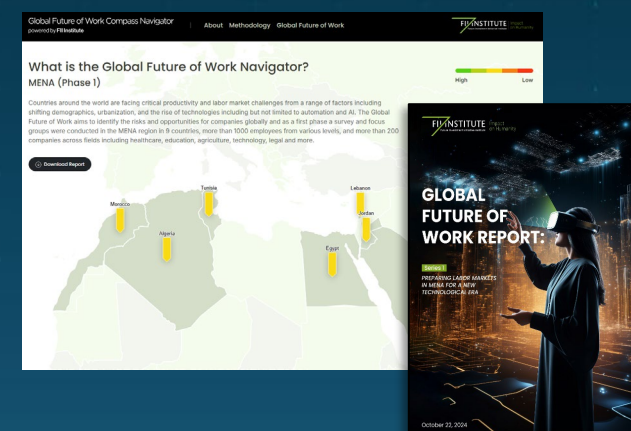 Global Future of Work Compass Navigator
powered by FII Institute
About Methodology Global Future of Work
FII INSTITUTE
What is the Global Future of Work Navigator?
MENA (Phase 1)
High Low
Countries around the world are facing critical productivity and labor market challenges from a range of factors including
shifting demographics, urbanization, and the rise of technologies including but not limited to automation and AI. The Global
Future of Work aims to identify the risks and opportunities for companies globally and as a first phase a survey and focus
groups were conducted in the MENA region in 9 countries, more than 1000 employees from various levels, and more than 200
companies across fields including healthcare, education, agriculture, technology, legal and more.
Download Report
Tunisia
Lebanon
Morocco
Jordan
Algeria
Egypt
FII INSTITUTE Impact
on Humanity
GLOBAL
FUTURE OF
WORK REPORT:
Series 1
PREPARING LABOR MARKETS
IN MENA FOR A NEW
TECHNOLOGICAL ERA
October 22, 2024